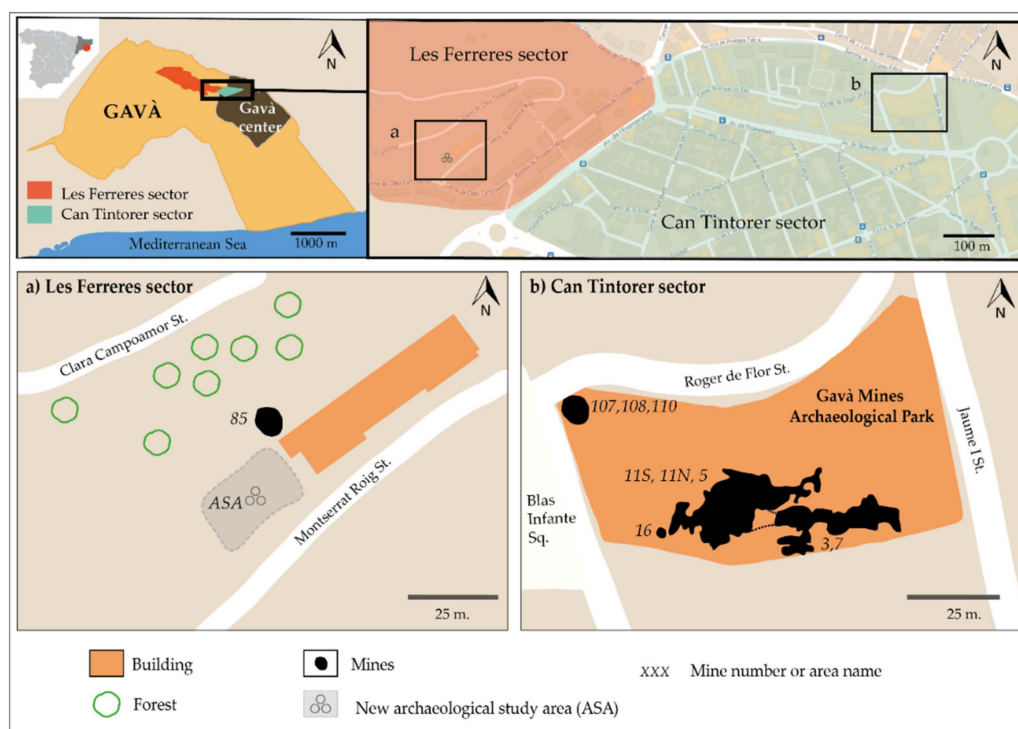 N
GAVÀ
Gavà
center
Les Ferreres sector
Can Tintorer sector
Mediterranean Sea
1000 m
Les Ferreres sector
a
N
b
Can Tintorer sector
100 m
a) Les Ferreres sector
N
Clara Campoamor St.
85
ASA
Montserrat Roig St.
25 m.
b) Can Tintorer sector
N
Roger de Flor St.
107,108,110
Gavà Mines
Archaeological Park
Jaume I St.
11S, 11N, 5
Blas
Infante
Sq.
16
3,7
25 m.
Building
Mines
xxx Mine number or area name
Forest
New archaeological study area (ASA)